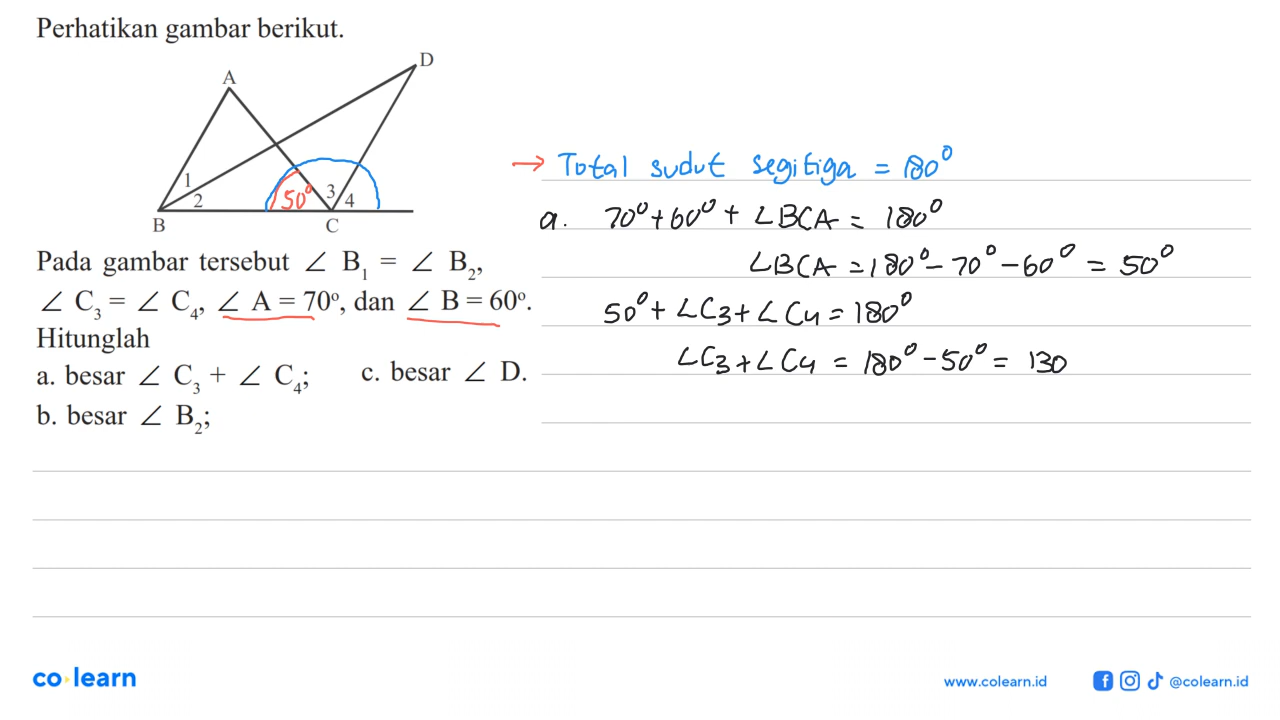 Perhatikan gambar berikut.
A
D
1
2
50°
3
4
B
C
Pada gambar tersebut ∠ B₁ = ∠ B₂,
∠ C₃ = ∠ C₄, ∠ A = 70°, dan ∠ B = 60°.
Hitunglah
a. besar ∠ C₃ + ∠ C₄; c. besar ∠ D.
b. besar ∠ B₂;
→ Total sudut segitiga = 180°
a. 70° + 60° + ∠BCA = 180°
∠BCA = 180° - 70° - 60° = 50°
50° + ∠C3 + ∠C4 = 180°
∠C3 + ∠C4 = 180° - 50° = 130
co learn
www.colearn.id
@colearn.id